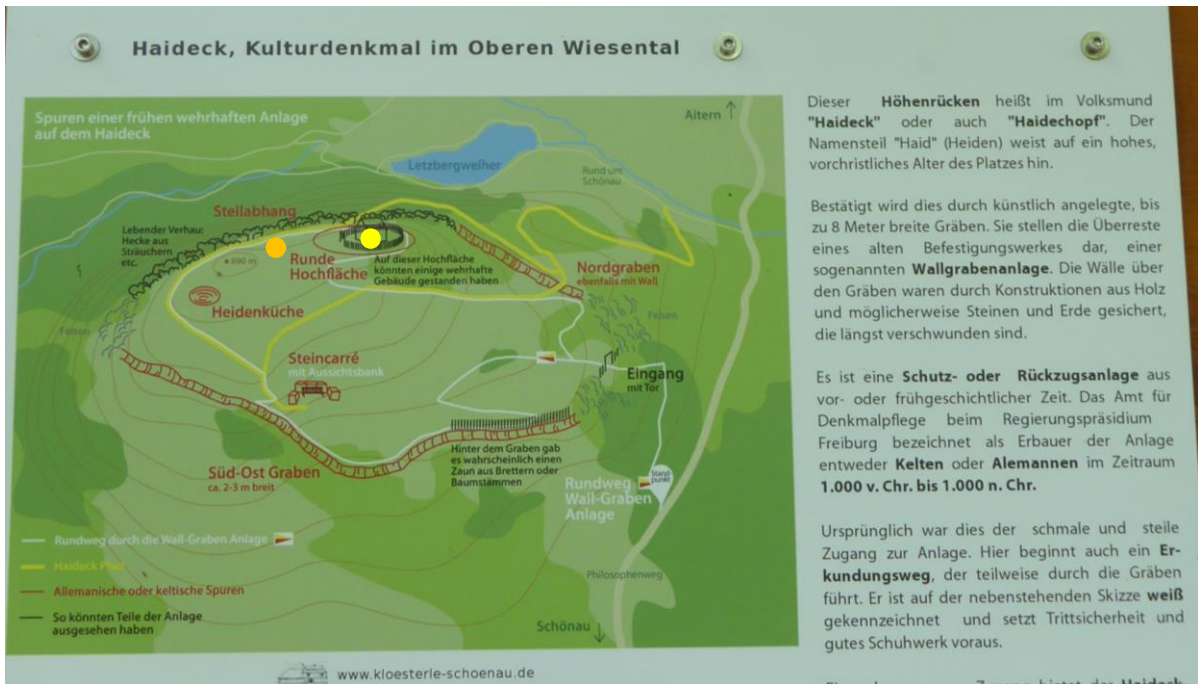 Haideck, Kulturdenkmal im Oberen Wiesental
Spuren einer frühen wehrhaften Anlage
auf dem Haideck
Altern
Letzbergweiher
Rund um
Schönau
Steilabhang
Lebender Verhau:
Hecke aus
Sträuchern
etc.
890 m
Runde
Hochfläche
Auf dieser Hochfläche
könnten einige wehrhafte
Gebäude gestanden haben
Nordgraben
ebenfalls mit Wall
Heidenküche
Felsen
Felsen
Steincarré
mit Aussichtsbank
Eingang
mit Tor
Süd-Ost Graben
ca. 2-3 m breit
Hinter dem Graben gab
es wahrscheinlich einen
Zaun aus Brettern oder
Baumstämmen
Stand-
punkt
Rundweg
Wall-Graben
Anlage
Rundweg durch die Wall-Graben Anlage
Haideck Pfad
Allemanische oder keltische Spuren
So könnten Teile der Anlage
ausgesehen haben
Philosophenweg
Schönau
www.kloesterle-schoenau.de
Dieser Höhenrücken heißt im Volksmund
"Haideck" oder auch "Haidechopf". Der
Namensteil "Haid" (Heiden) weist auf ein hohes,
vorchristliches Alter des Platzes hin.
Bestätigt wird dies durch künstlich angelegte, bis
zu 8 Meter breite Gräben. Sie stellen die Überreste
eines alten Befestigungswerkes dar, einer
sogenannten Wallgrabenanlage. Die Wälle über
den Gräben waren durch Konstruktionen aus Holz
und möglicherweise Steinen und Erde gesichert,
die längst verschwunden sind.
Es ist eine Schutz- oder Rückzugsanlage aus
vor- oder frühgeschichtlicher Zeit. Das Amt für
Denkmalpflege beim Regierungspräsidium
Freiburg bezeichnet als Erbauer der Anlage
entweder Kelten oder Alemannen im Zeitraum
1.000 v. Chr. bis 1.000 n. Chr.
Ursprünglich war dies der schmale und steile
Zugang zur Anlage. Hier beginnt auch ein Er-
kundungsweg, der teilweise durch die Gräben
führt. Er ist auf der nebenstehenden Skizze weiß
gekennzeichnet und setzt Trittsicherheit und
gutes Schuhwerk voraus.
Zugang bietet der Haideck